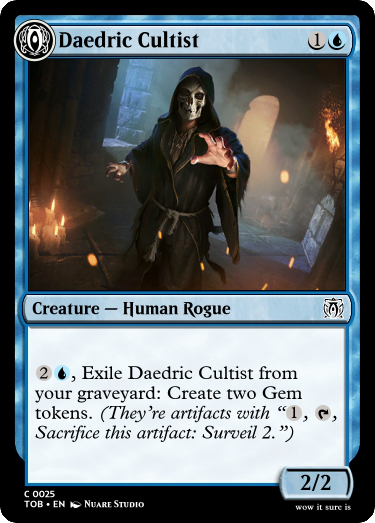 Daedric Cultist 1
Creature — Human Rogue
2, Exile Daedric Cultist from
your graveyard: Create two Gem
tokens. (They're artifacts with “1, ,
Sacrifice this artifact: Surveil 2.”)
2/2
C 0025
TOB • EN Nuare Studio
wow it sure is